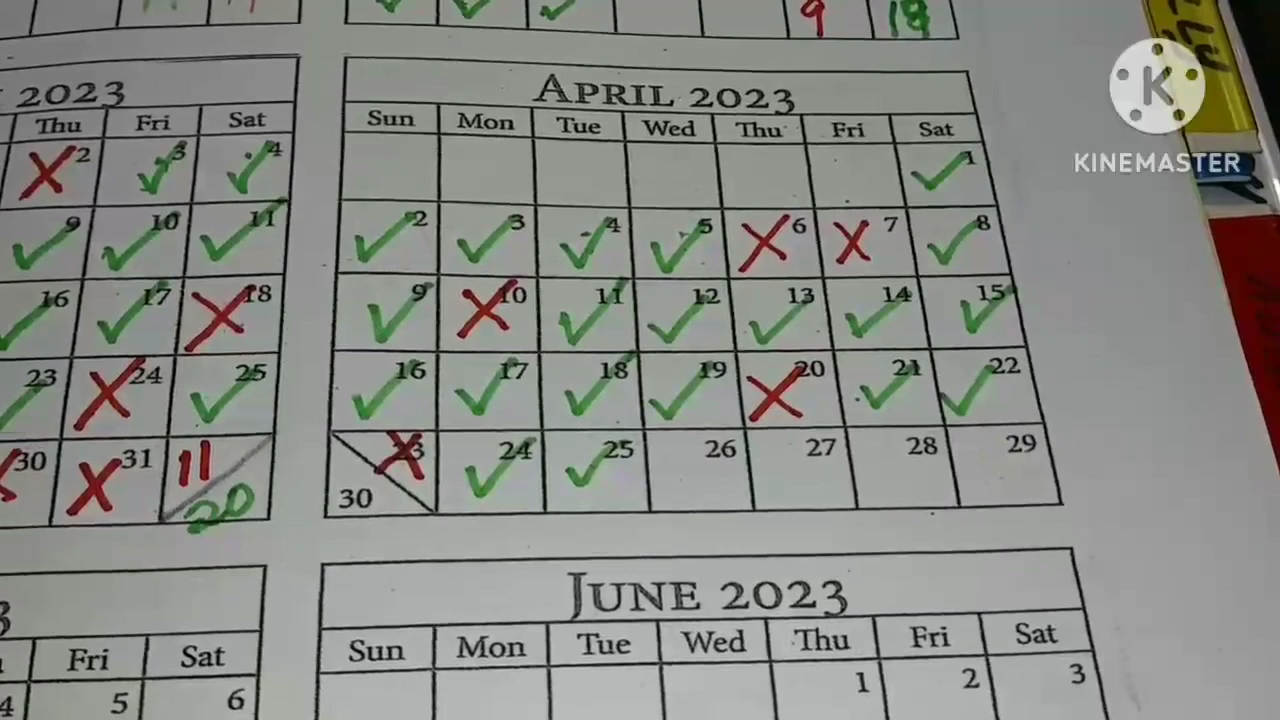 9 18
2023
Thu Fri Sat
2 3 4
9 10 11
16 17 18
23 24 25
30 31 11
20
APRIL 2023
Sun Mon Tue Wed Thu Fri Sat
1
2 3 4 5 6 7 8
9 10 11 12 13 14 15
16 17 18 19 20 21 22
23 24 25 26 27 28 29
30
3
Fri Sat
4 5 6
JUNE 2023
Sun Mon Tue Wed Thu Fri Sat
1 2 3
K
KINEMASTER